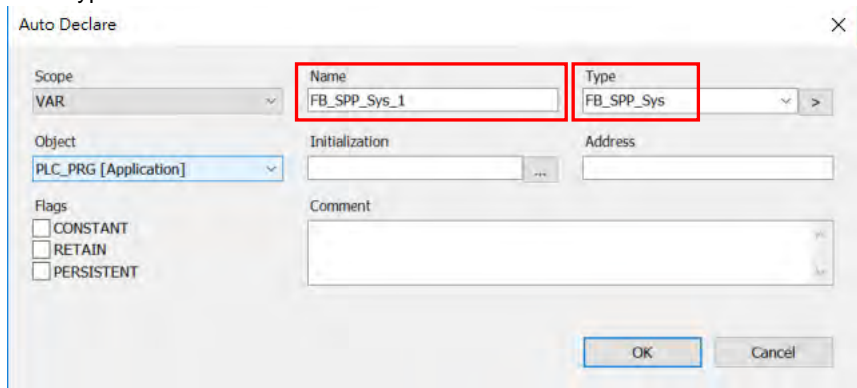 Auto Declare
Scope Name Type
VAR FB_SPP_Sys_1 FB_SPP_Sys >
Object Initialization Address
PLC_PRG [Application] ...
Flags Comment
CONSTANT
RETAIN
PERSISTENT
OK Cancel